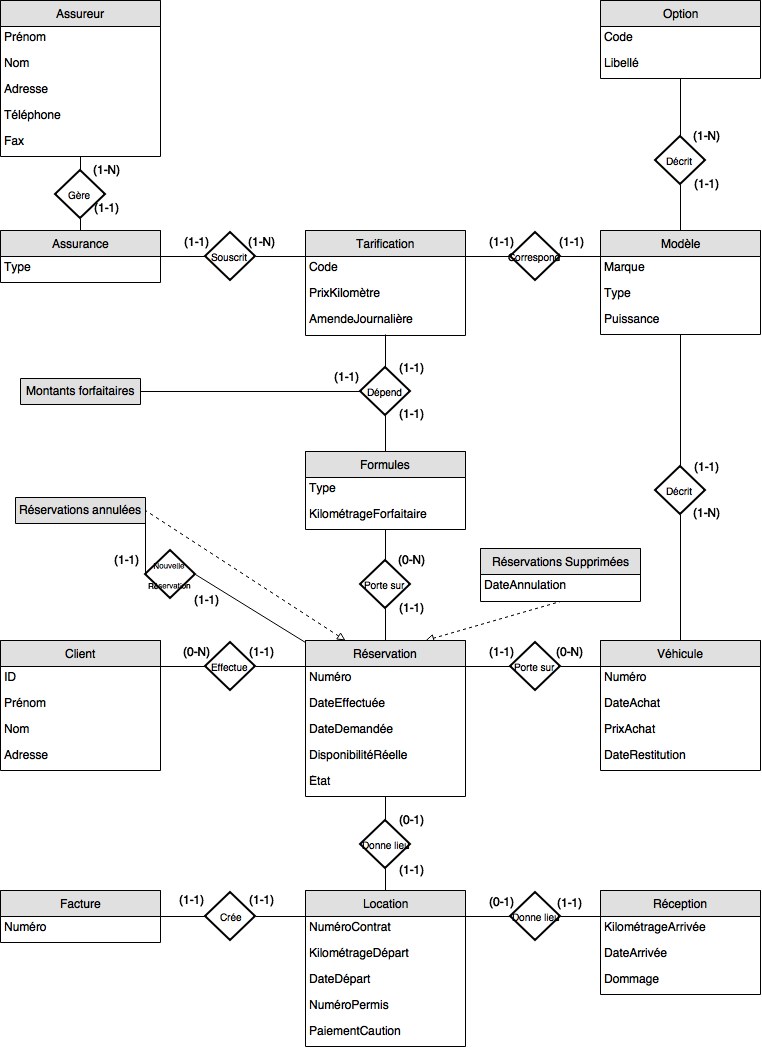 Assureur
Prénom
Nom
Adresse
Téléphone
Fax
Option
Code
Libellé
(1-N)
Gère
(1-1)
(1-N)
Décrit
(1-1)
Assurance
Type
(1-1)
Souscrit
(1-N)
Tarification
Code
PrixKilomètre
AmendeJournalière
(1-1)
Correspond
(1-1)
Modèle
Marque
Type
Puissance
Montants forfaitaires
(1-1)
(1-1)
Dépend
(1-1)
Formules
Type
KilométrageForfaitaire
(1-1)
Décrit
(1-N)
Réservations annulées
(1-1)
Nouvelle
Réservation
(1-1)
(0-N)
Porte sur
(1-1)
Réservations Supprimées
DateAnnulation
Client
ID
Prénom
Nom
Adresse
(0-N)
Effectue
(1-1)
Réservation
Numéro
DateEffectuée
DateDemandée
DisponibilitéRéelle
Etat
(1-1)
Porte sur
(0-N)
Véhicule
Numéro
DateAchat
PrixAchat
DateRestitution
(0-1)
Donne lieu
(1-1)
Facture
Numéro
(1-1)
Crée
(1-1)
Location
NuméroContrat
KilométrageDépart
DateDépart
NuméroPermis
PaiementCaution
(0-1)
Donne lieu
(1-1)
Réception
KilométrageArrivée
DateArrivée
Dommage